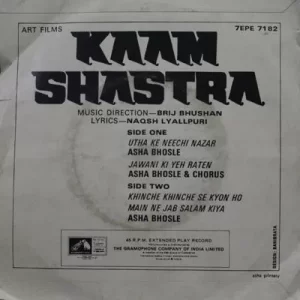 ART FILMS
7EPE 7182
KAAM
SHASTRA
MUSIC DIRECTION—BRIJ BHUSHAN
LYRICS—NAQSH LYALLPURI
SIDE ONE
UTHA KE NEECHI NAZAR
ASHA BHOSLE
JAWANI KI YEH RATEN
ASHA BHOSLE & CHORUS
SIDE TWO
KHINCHE KHINCHE SE KYON HO
MAIN NE JAB SALAM KIYA
ASHA BHOSLE
45 R.P.M. EXTENDED PLAY RECORD
THE GRAMOPHONE COMPANY OF INDIA LIMITED